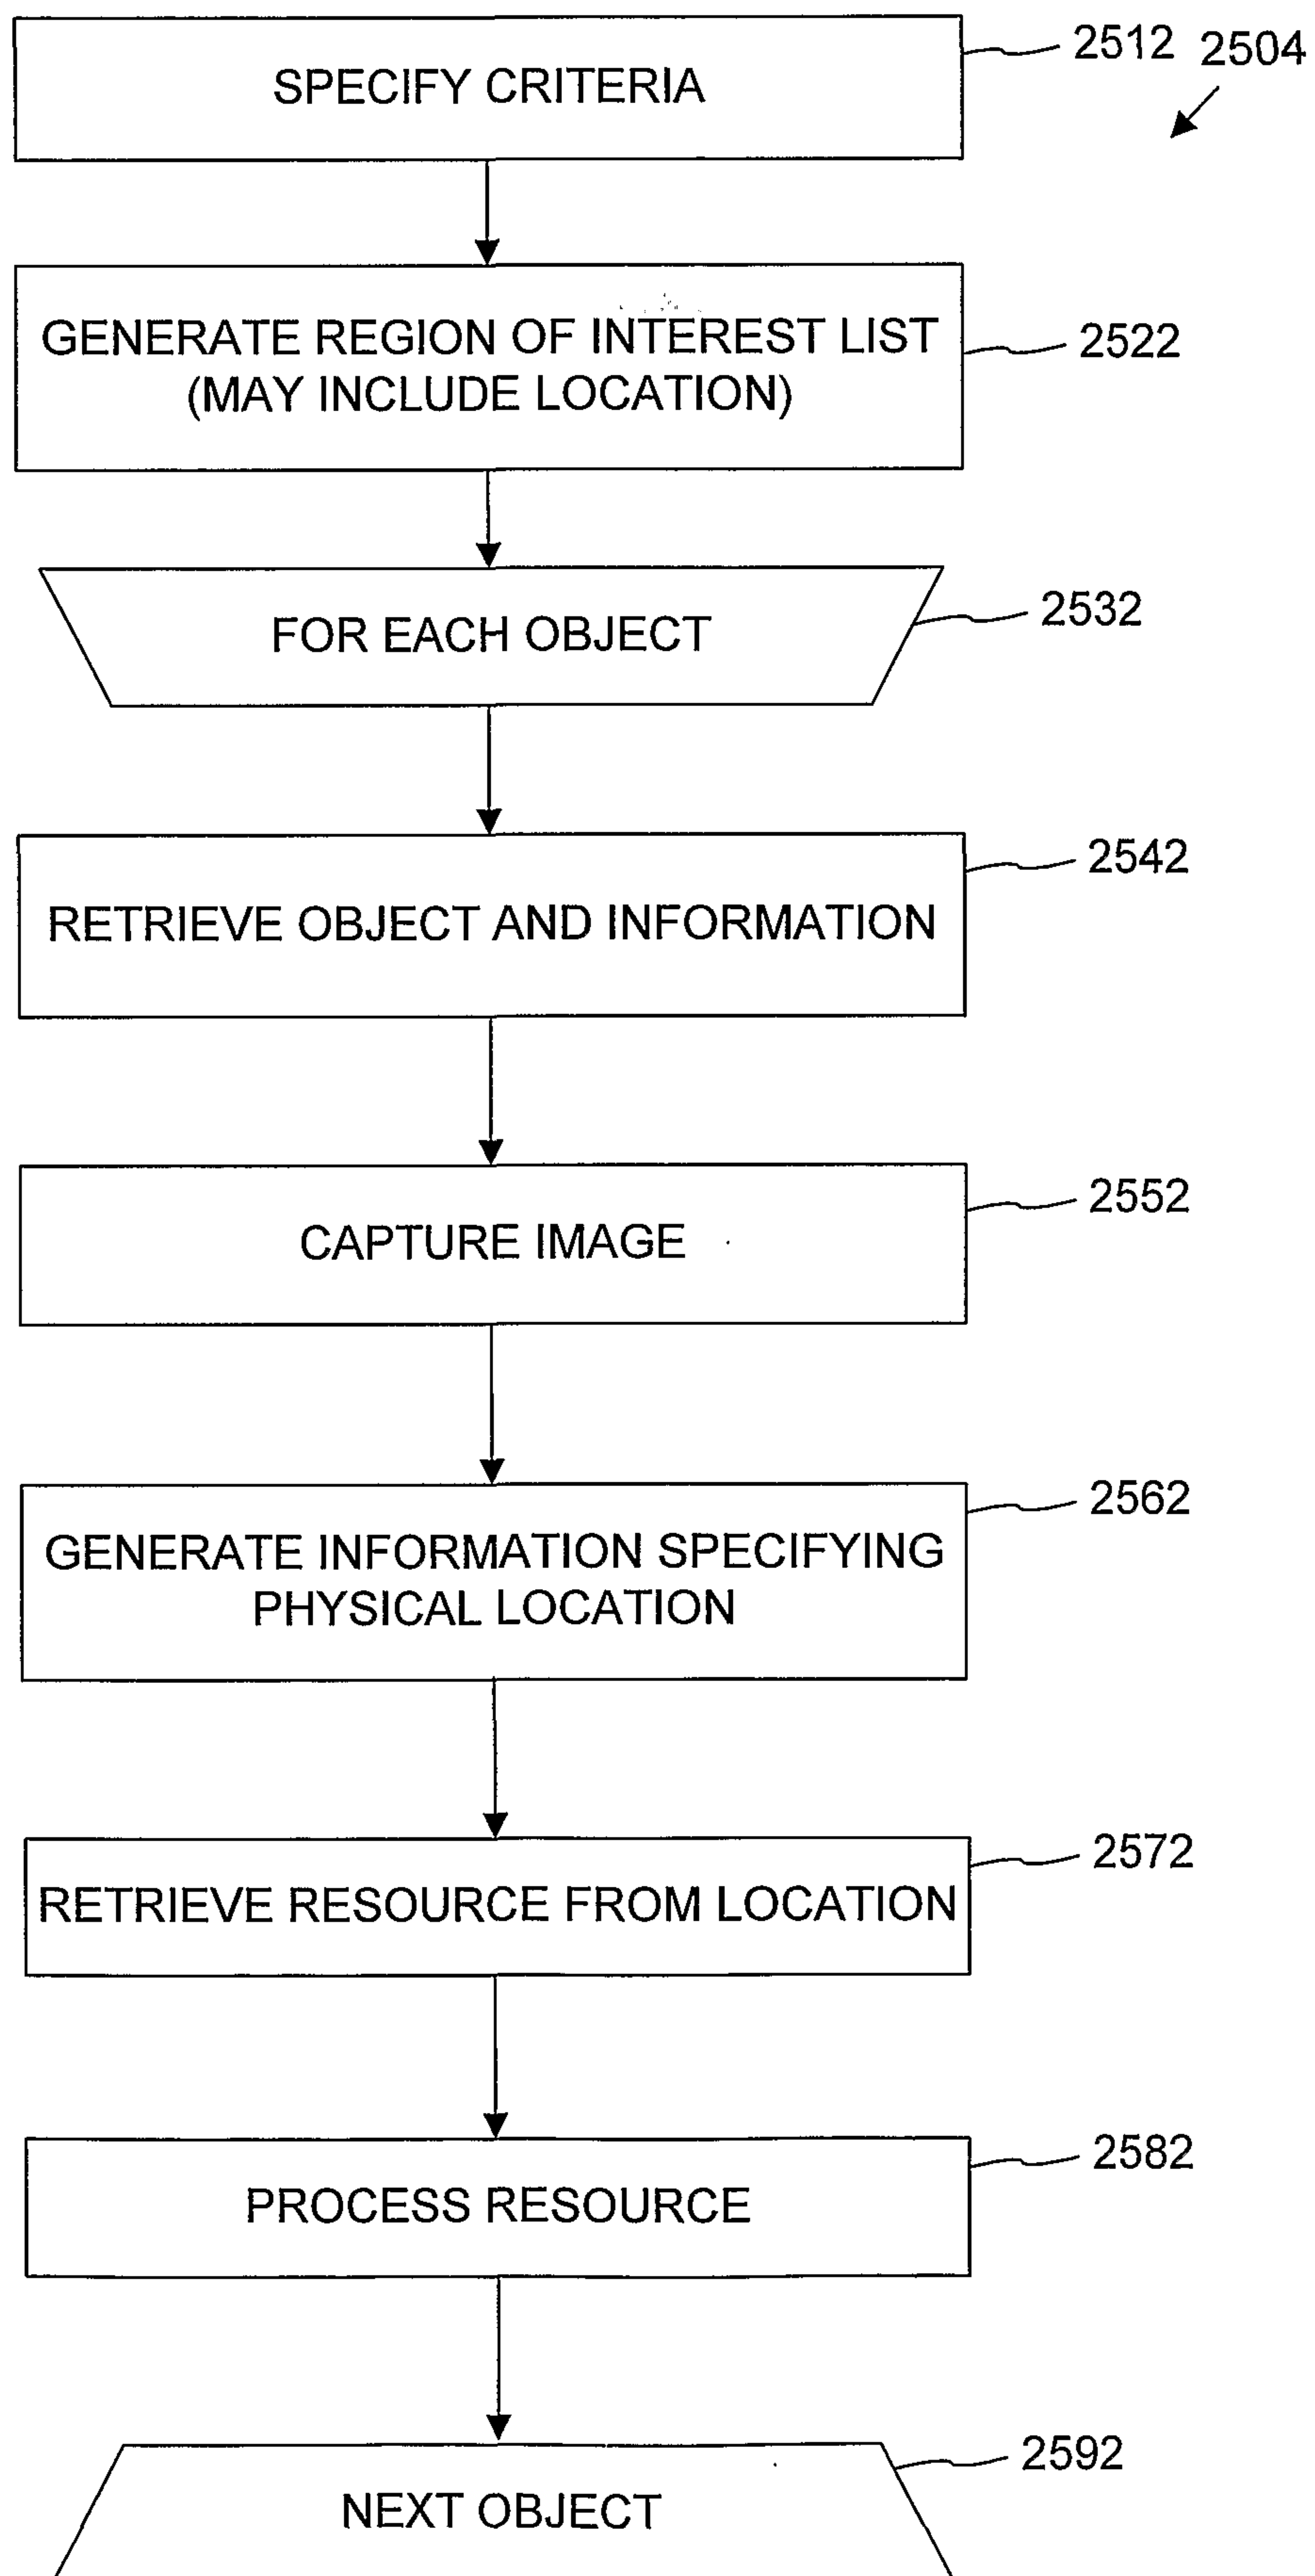 2512
2504
SPECIFY CRITERIA
GENERATE REGION OF INTEREST LIST
(MAY INCLUDE LOCATION)
2522
FOR EACH OBJECT
2532
RETRIEVE OBJECT AND INFORMATION
2542
CAPTURE IMAGE
2552
GENERATE INFORMATION SPECIFYING
PHYSICAL LOCATION
2562
RETRIEVE RESOURCE FROM LOCATION
2572
PROCESS RESOURCE
2582
NEXT OBJECT
2592